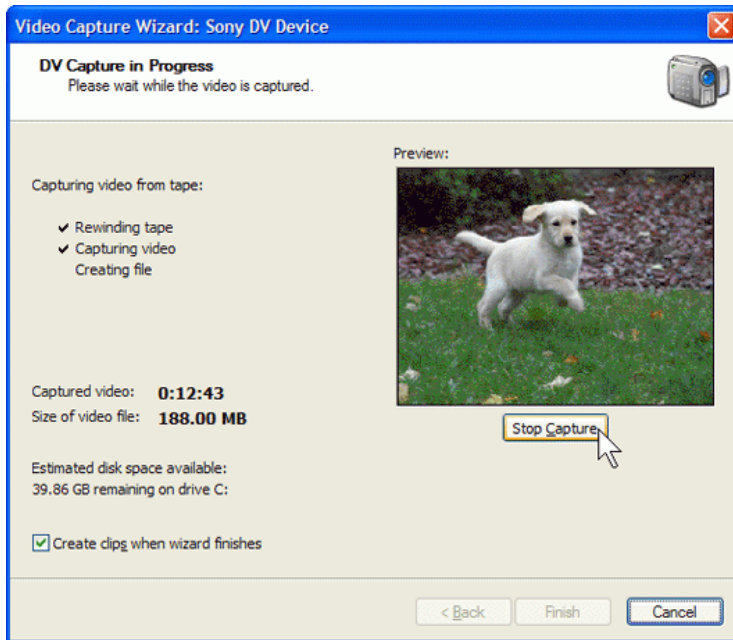 Video Capture Wizard: Sony DV Device
DV Capture in Progress
Please wait while the video is captured.
Preview:
Capturing video from tape:
Rewinding tape
Capturing video
Creating file
Captured video: 0:12:43
Size of video file: 188.00 MB
Stop Capture
Estimated disk space available:
39.86 GB remaining on drive C:
Create clips when wizard finishes
< Back Finish Cancel